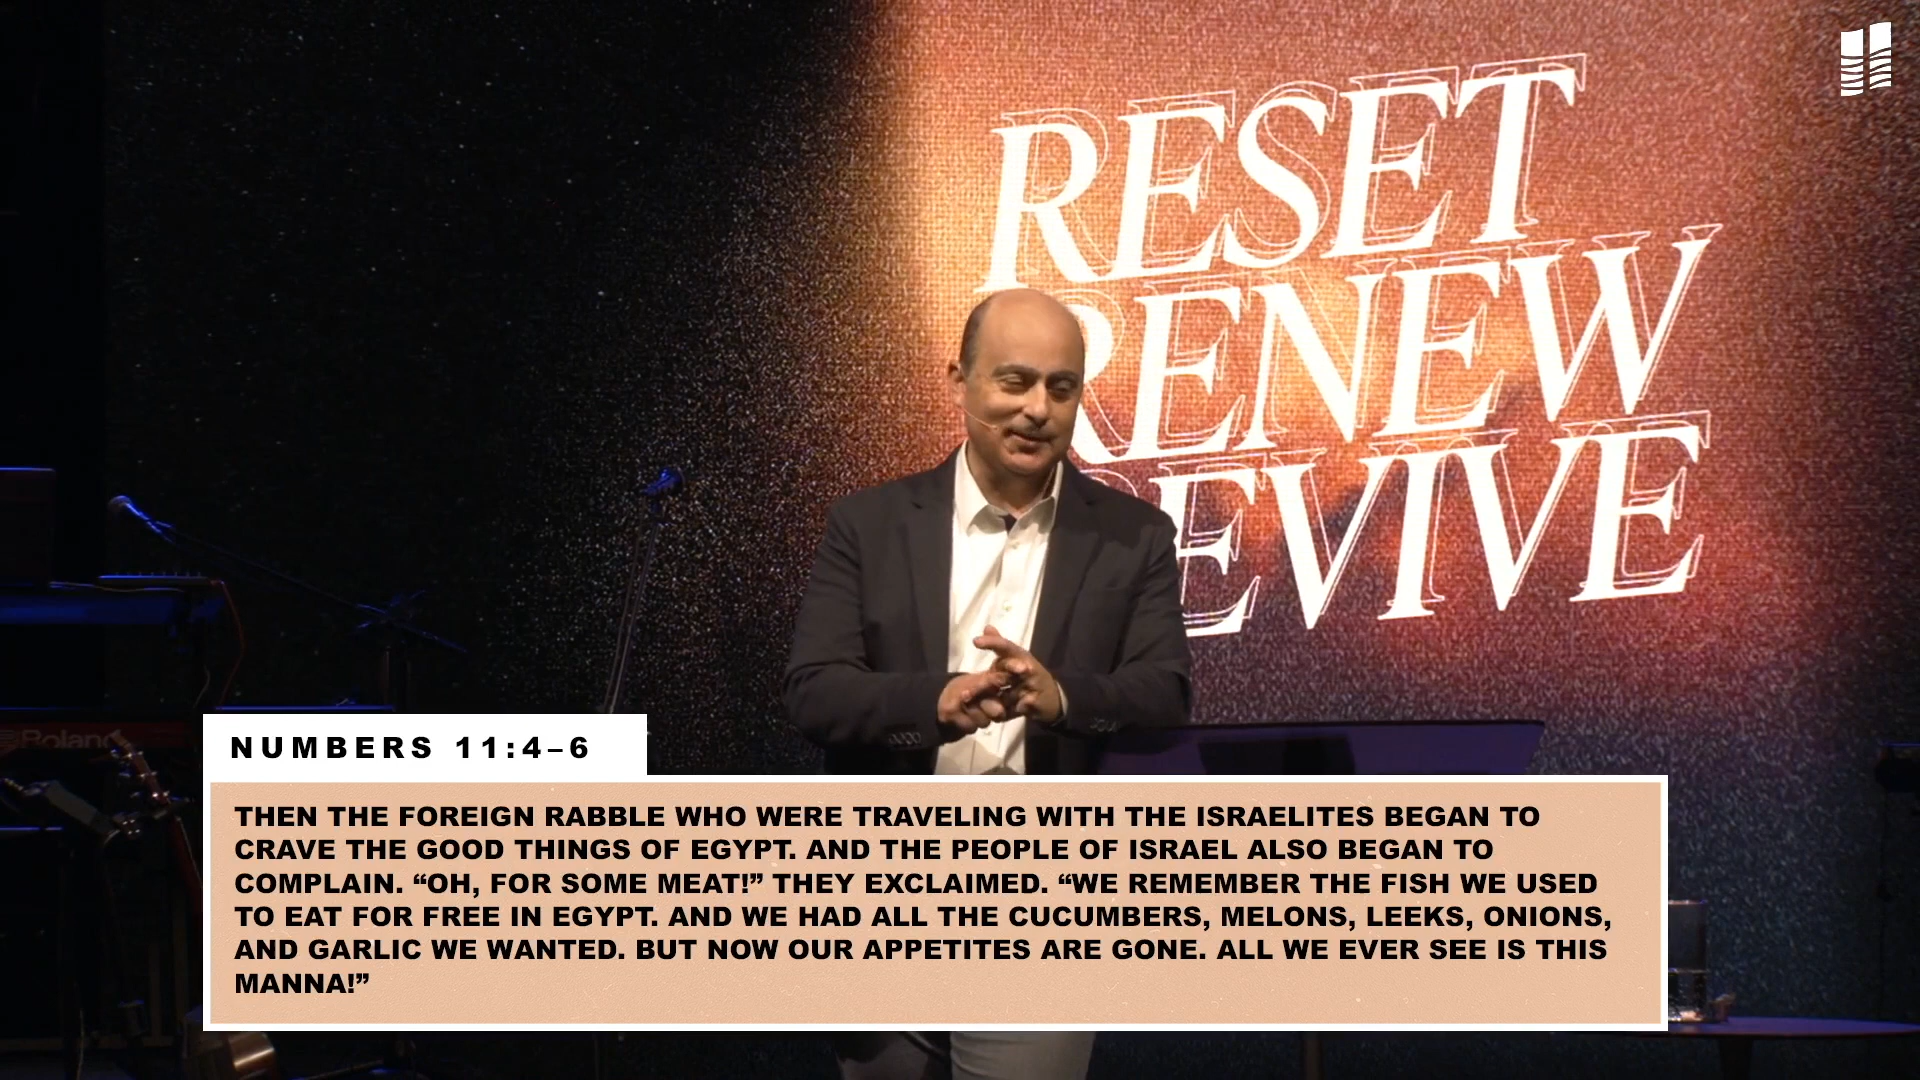 RESET
RENEW
REVIVE
Roland
NUMBERS 11:4–6
THEN THE FOREIGN RABBLE WHO WERE TRAVELING WITH THE ISRAELITES BEGAN TO
CRAVE THE GOOD THINGS OF EGYPT. AND THE PEOPLE OF ISRAEL ALSO BEGAN TO
COMPLAIN. “OH, FOR SOME MEAT!” THEY EXCLAIMED. “WE REMEMBER THE FISH WE USED
TO EAT FOR FREE IN EGYPT. AND WE HAD ALL THE CUCUMBERS, MELONS, LEEKS, ONIONS,
AND GARLIC WE WANTED. BUT NOW OUR APPETITES ARE GONE. ALL WE EVER SEE IS THIS
MANNA!”